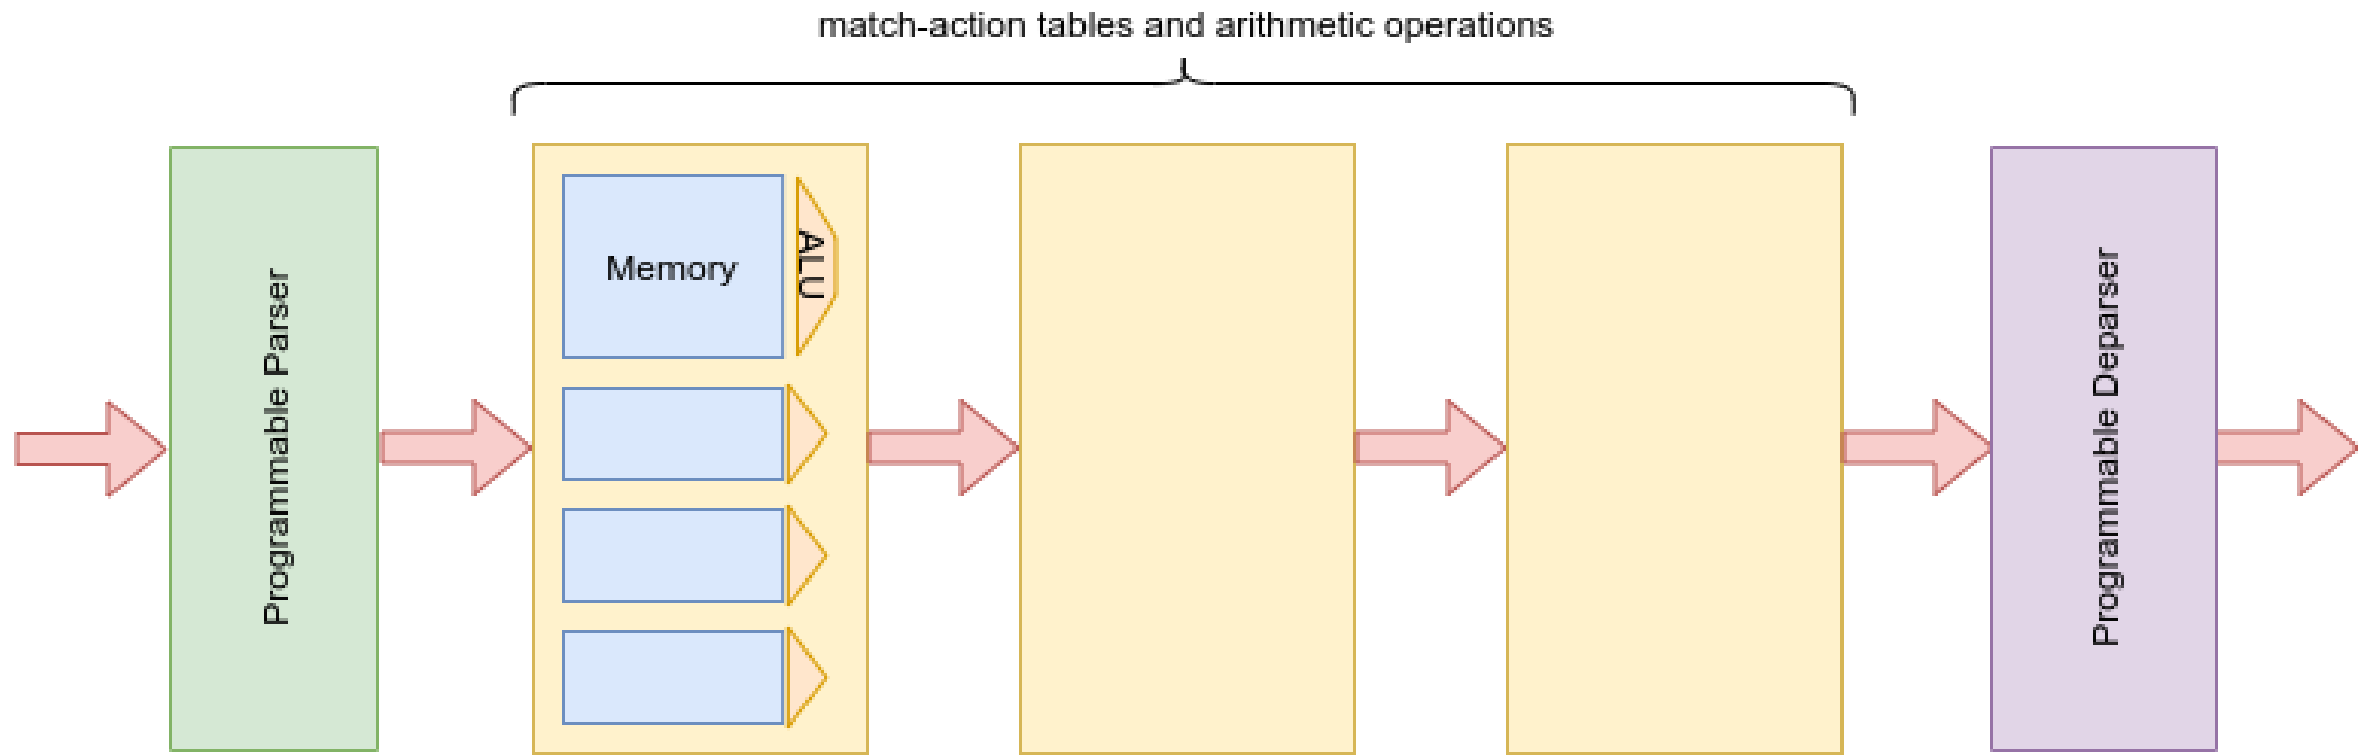 match-action tables and arithmetic operations
Programmable Parser
Memory
ALU
Programmable Deparser